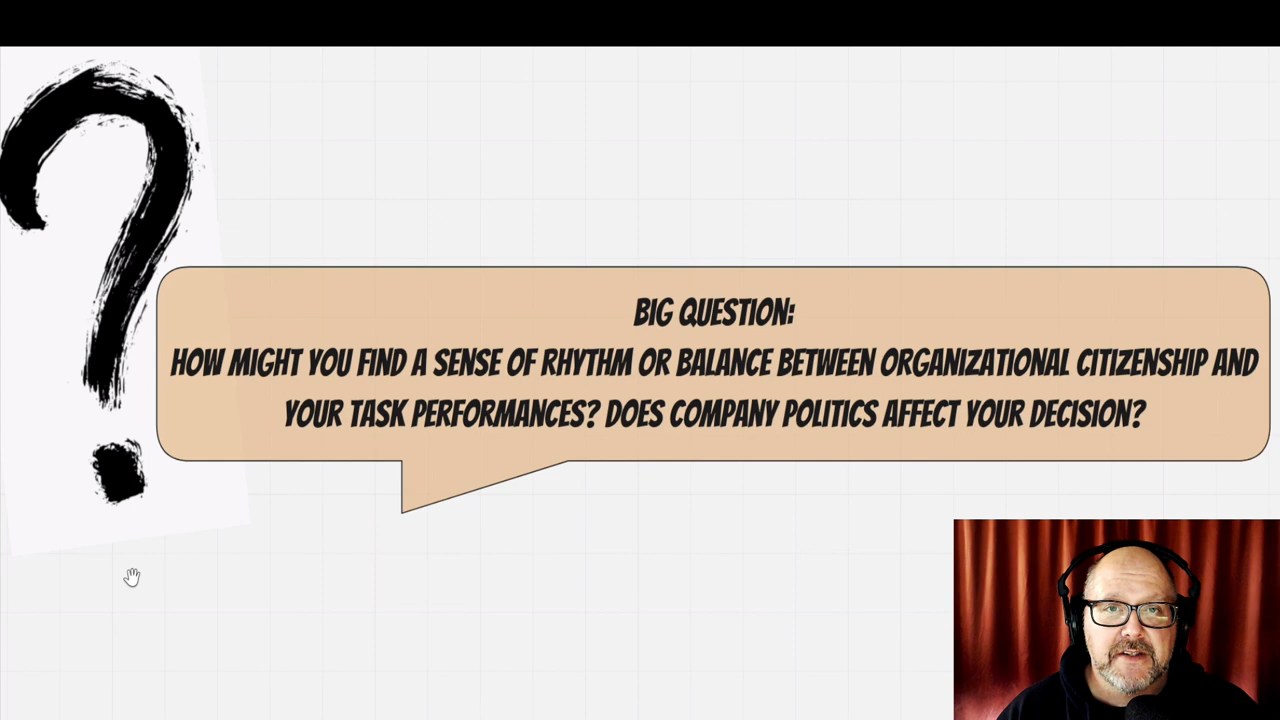 BIG QUESTION:
HOW MIGHT YOU FIND A SENSE OF RHYTHM OR BALANCE BETWEEN ORGANIZATIONAL CITIZENSHIP AND
YOUR TASK PERFORMANCES? DOES COMPANY POLITICS AFFECT YOUR DECISION?